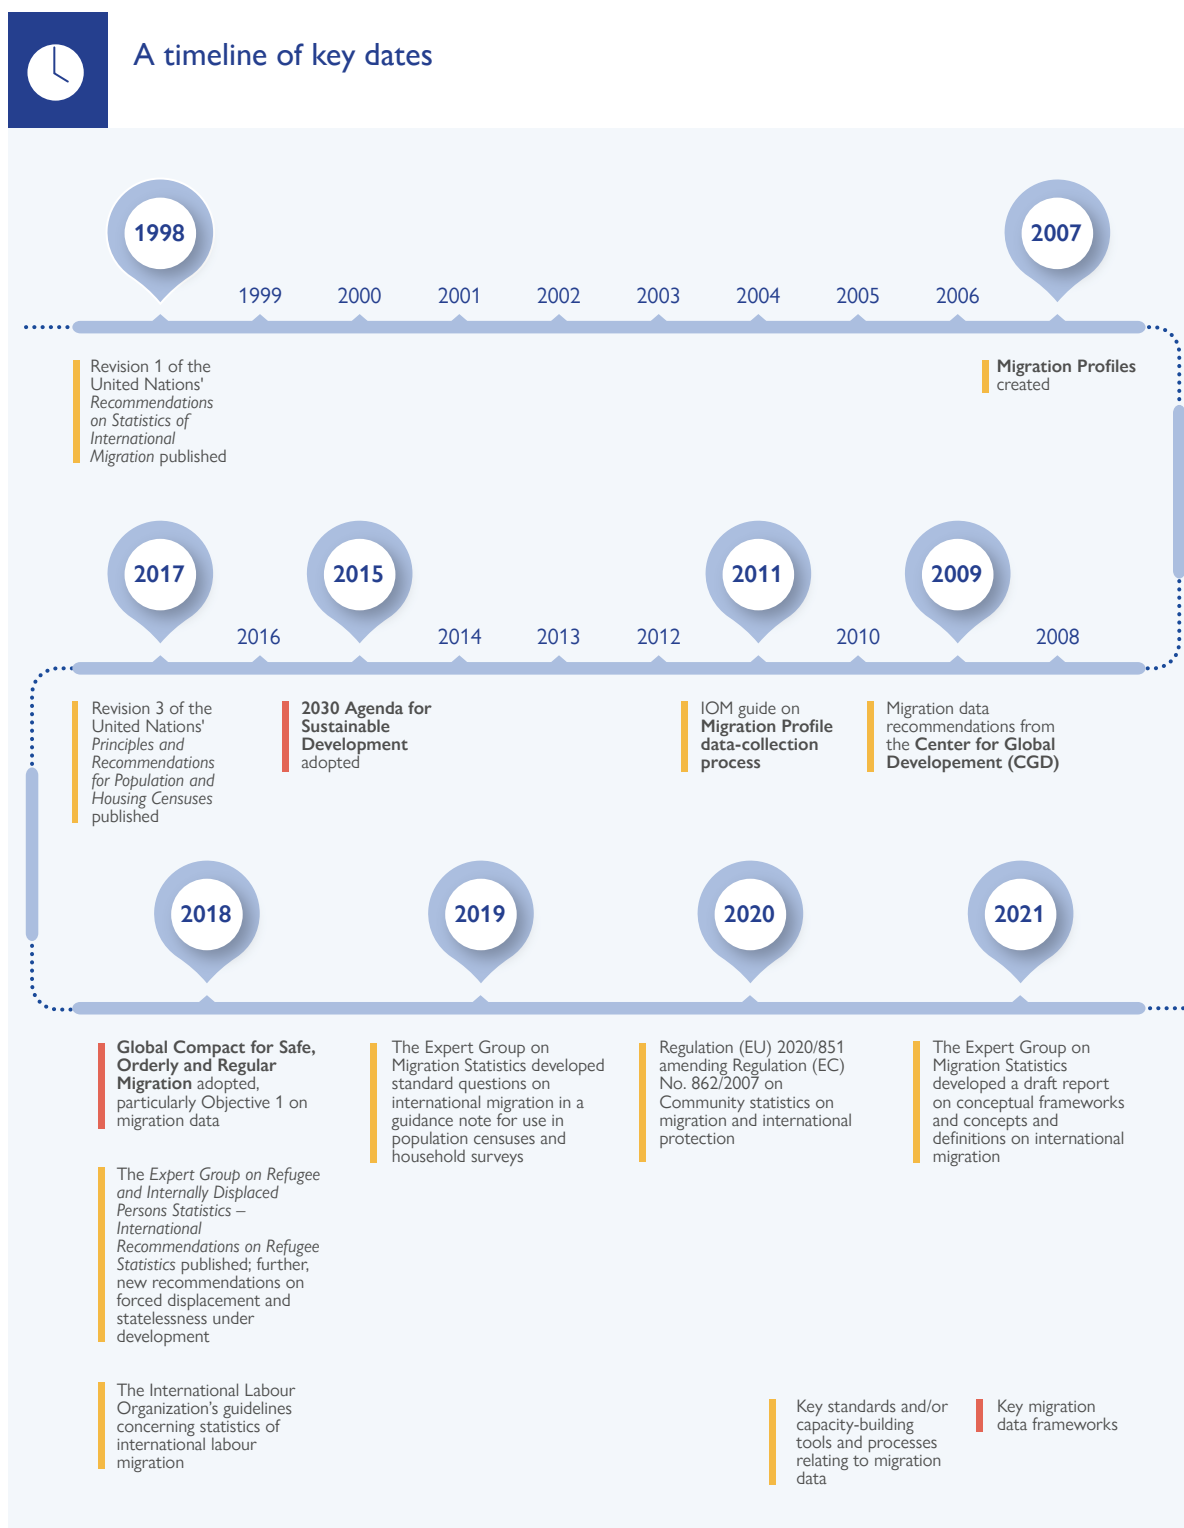 A timeline of key dates
1998
2007
1999 2000 2001 2002 2003 2004 2005 2006
Revision 1 of the
United Nations'
Recommendations
on Statistics of
International
Migration published
Migration Profiles
created
2017
2015
2011
2009
2016 2014 2013 2012 2010 2008
Revision 3 of the
United Nations'
Principles and
Recommendations
for Population and
Housing Censuses
published
2030 Agenda for
Sustainable
Development
adopted
IOM guide on
Migration Profile
data-collection
process
Migration data
recommendations from
the Center for Global
Developement (CGD)
2018
2019
2020
2021
Global Compact for Safe,
Orderly and Regular
Migration adopted,
particularly Objective 1 on
migration data
The Expert Group on Refugee
and Internally Displaced
Persons Statistics –
International
Recommendations on Refugee
Statistics published; further,
new recommendations on
forced displacement and
statelessness under
development
The International Labour
Organization’s guidelines
concerning statistics of
international labour
migration
The Expert Group on
Migration Statistics developed
standard questions on
international migration in a
guidance note for use in
population censuses and
household surveys
Regulation (EU) 2020/851
amending Regulation (EC)
No. 862/2007 on
Community statistics on
migration and international
protection
The Expert Group on
Migration Statistics
developed a draft report
on conceptual frameworks
and concepts and
definitions on international
migration
Key standards and/or
capacity-building
tools and processes
relating to migration
data
Key migration
data frameworks